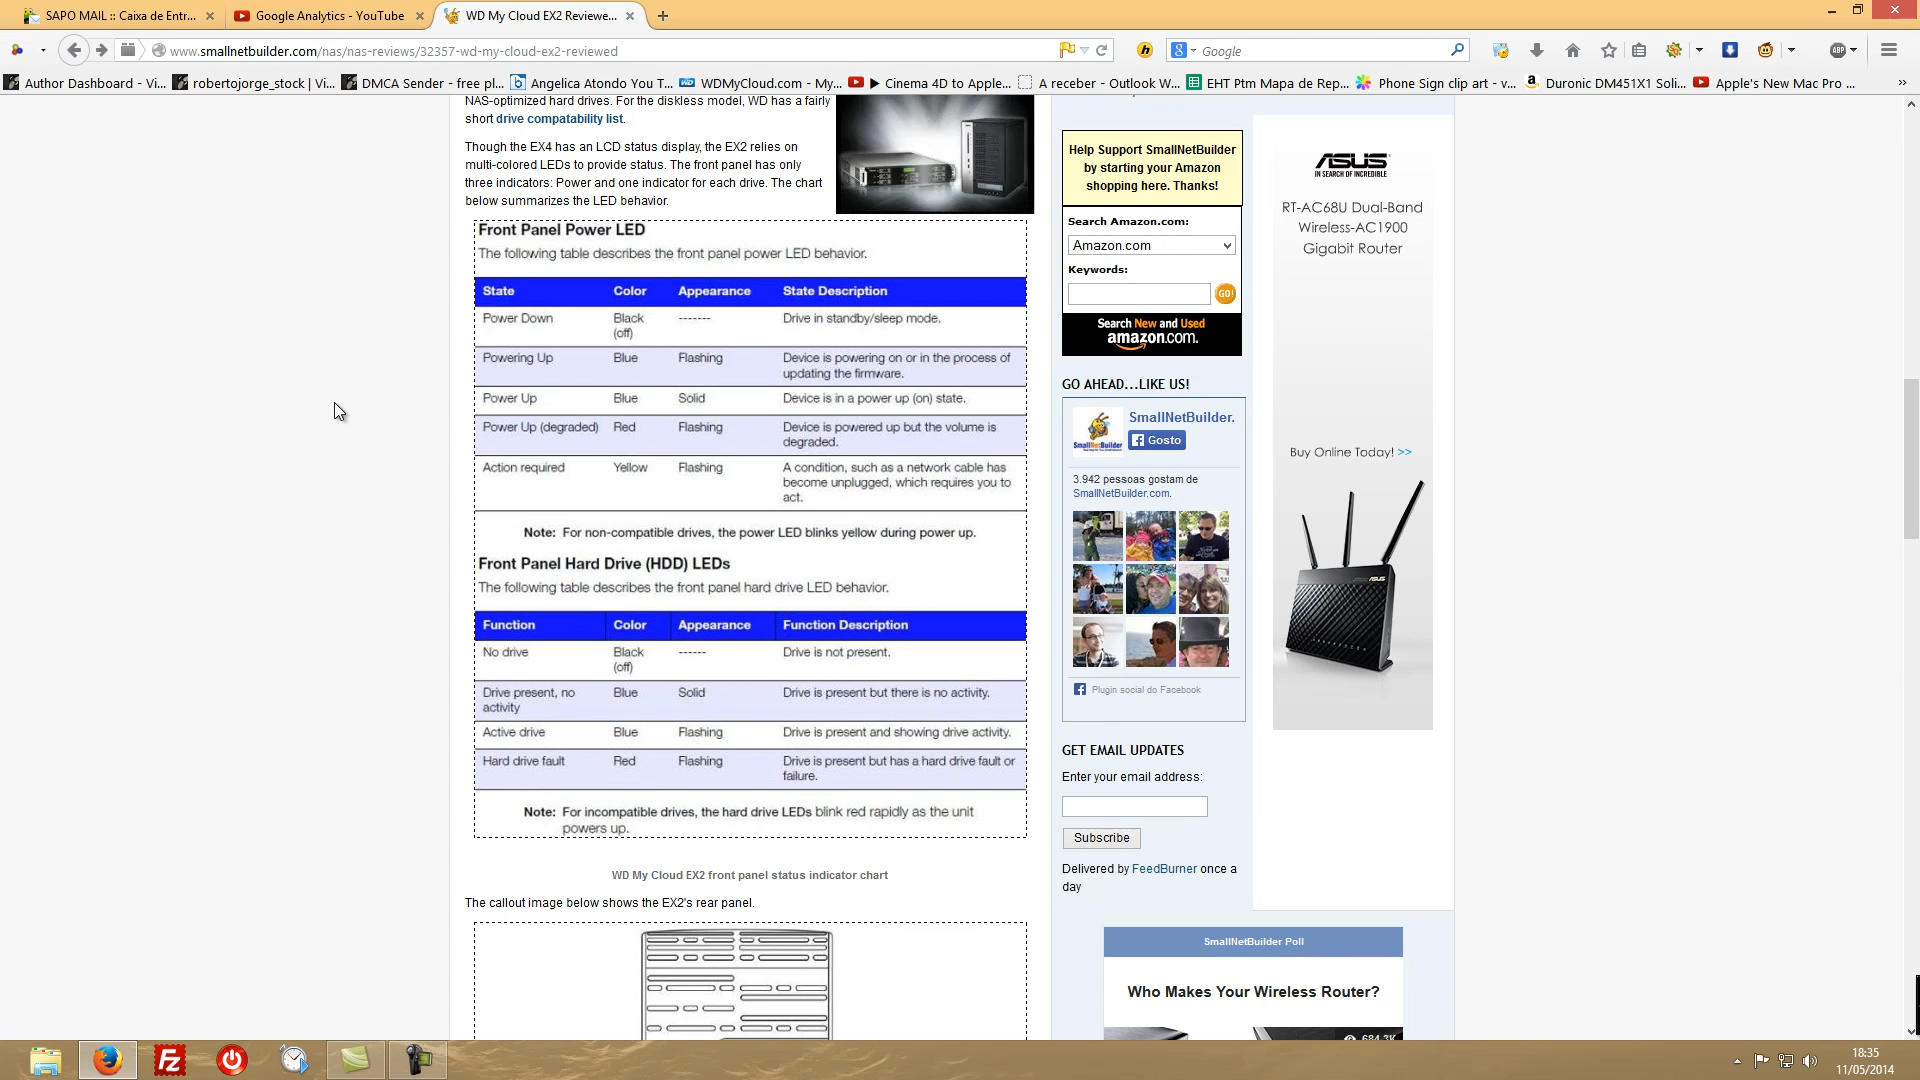 SAPO MAIL :: Caixa de Entr...
Google Analytics - YouTube
WD My Cloud EX2 Reviewe...
www.smallnetbuilder.com/nas/nas-reviews/32357-wd-my-cloud-ex2-reviewed
Google
ABP
Author Dashboard - Vi...
robertojorge_stock | Vi...
DMCA Sender - free pl...
Angelica Atondo You T...
WDMyCloud.com - My...
▶ Cinema 4D to Apple...
A receber - Outlook W...
EHT Ptm Mapa de Rep...
Phone Sign clip art - v...
Duronic DM451X1 Soli...
Apple's New Mac Pro ...
NAS-optimized hard drives. For the diskless model, WD has a fairly
short drive compatability list.
Though the EX4 has an LCD status display, the EX2 relies on
multi-colored LEDs to provide status. The front panel has only
three indicators: Power and one indicator for each drive. The chart
below summarizes the LED behavior.
Front Panel Power LED
The following table describes the front panel power LED behavior.
State Color Appearance State Description
Power Down Black (off) ------- Drive in standby/sleep mode.
Powering Up Blue Flashing Device is powering on or in the process of
updating the firmware.
Power Up Blue Solid Device is in a power up (on) state.
Power Up (degraded) Red Flashing Device is powered up but the volume is
degraded.
Action required Yellow Flashing A condition, such as a network cable has
become unplugged, which requires you to
act.
Note: For non-compatible drives, the power LED blinks yellow during power up.
Front Panel Hard Drive (HDD) LEDs
The following table describes the front panel hard drive LED behavior.
Function Color Appearance Function Description
No drive Black (off) ------ Drive is not present.
Drive present, no activity Blue Solid Drive is present but there is no activity.
Active drive Blue Flashing Drive is present and showing drive activity.
Hard drive fault Red Flashing Drive is present but has a hard drive fault or
failure.
Note: For incompatible drives, the hard drive LEDs blink red rapidly as the unit
powers up.
WD My Cloud EX2 front panel status indicator chart
The callout image below shows the EX2's rear panel.
Help Support SmallNetBuilder
by starting your Amazon
shopping here. Thanks!
Search Amazon.com:
Amazon.com
Keywords:
GO!
Search New and Used
amazon.com.
GO AHEAD...LIKE US!
SmallNetBuilder.
Gosto
3.942 pessoas gostam de
SmallNetBuilder.com.
Plugin social do Facebook
GET EMAIL UPDATES
Enter your email address:
Subscribe
Delivered by FeedBurner once a
day
ASUS
IN SEARCH OF INCREDIBLE
RT-AC68U Dual-Band
Wireless-AC1900
Gigabit Router
Buy Online Today! >>
SmallNetBuilder Poll
Who Makes Your Wireless Router?
18:35
11/05/2014